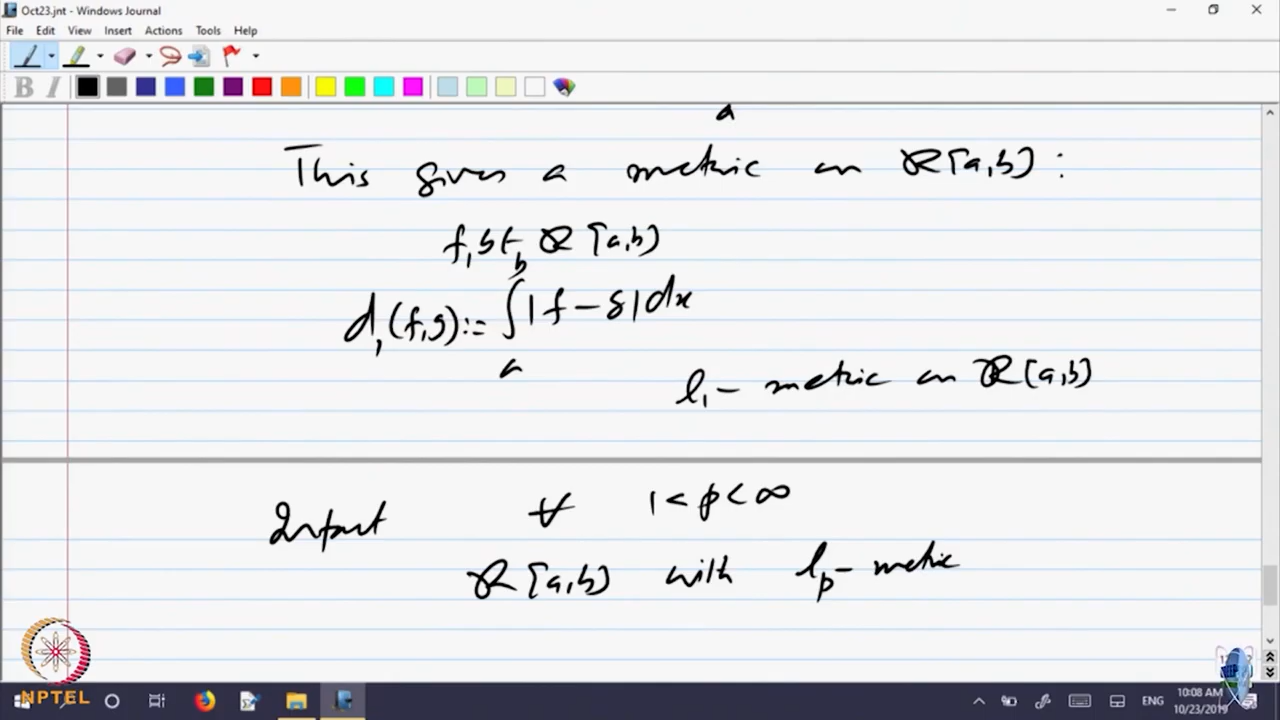 Oct23.jnt - Windows Journal
File Edit View Insert Actions Tools Help
B I
a
This gives a metric on R[a,b] :
f, g ∈ R [a,b]
d₁(f,g) := ∫ₐᵇ |f - g| dx
l₁ - metric on R[a,b]
In fact ∀ 1 < p < ∞
R [a,b] with lₚ - metric
NPTEL
ENG
10:08 AM
10/23/2019